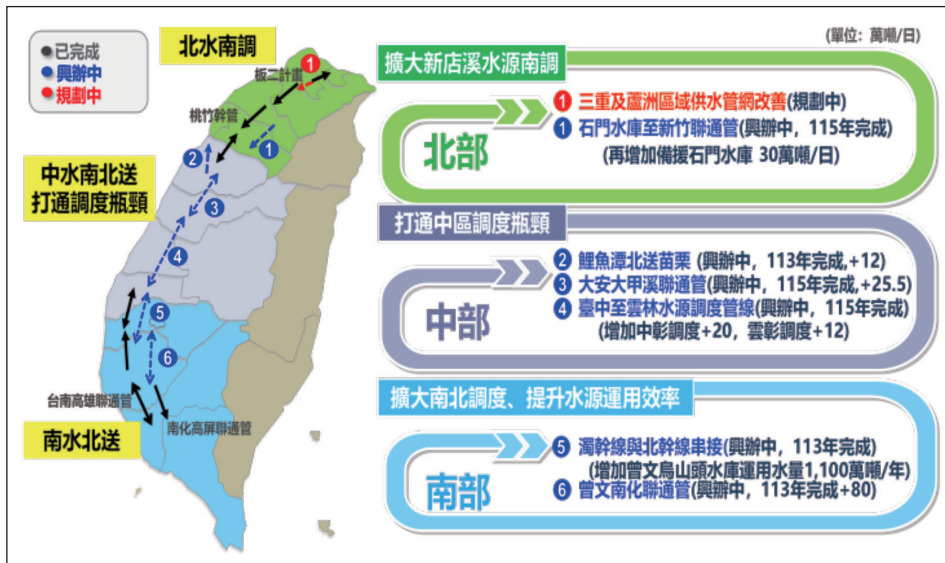 ●已完成
●興辦中
●規劃中
北水南調
板二計畫
1
桃竹幹管
1
2
中水南北送
打通調度瓶頸
3
4
5
6
台南高雄聯通管
南化高屏聯通管
南水北送
(單位: 萬噸/日)
擴大新店溪水源南調
北部
1 三重及蘆洲區域供水管網改善(規劃中)
1 石門水庫至新竹聯通管(興辦中, 115年完成)
(再增加備援石門水庫 30萬噸/日)
打通中區調度瓶頸
中部
2 鯉魚潭北送苗栗 (興辦中, 113年完成,+12)
3 大安大甲溪聯通管(興辦中, 115年完成,+25.5)
4 臺中至雲林水源調度管線(興辦中, 115年完成)
(增加中彰調度+20, 雲彰調度+12)
擴大南北調度、提升水源運用效率
南部
5 濁幹線與北幹線串接(興辦中, 113年完成)
(增加曾文烏山頭水庫運用水量1,100萬噸/年)
6 曾文南化聯通管(興辦中, 113年完成+80)